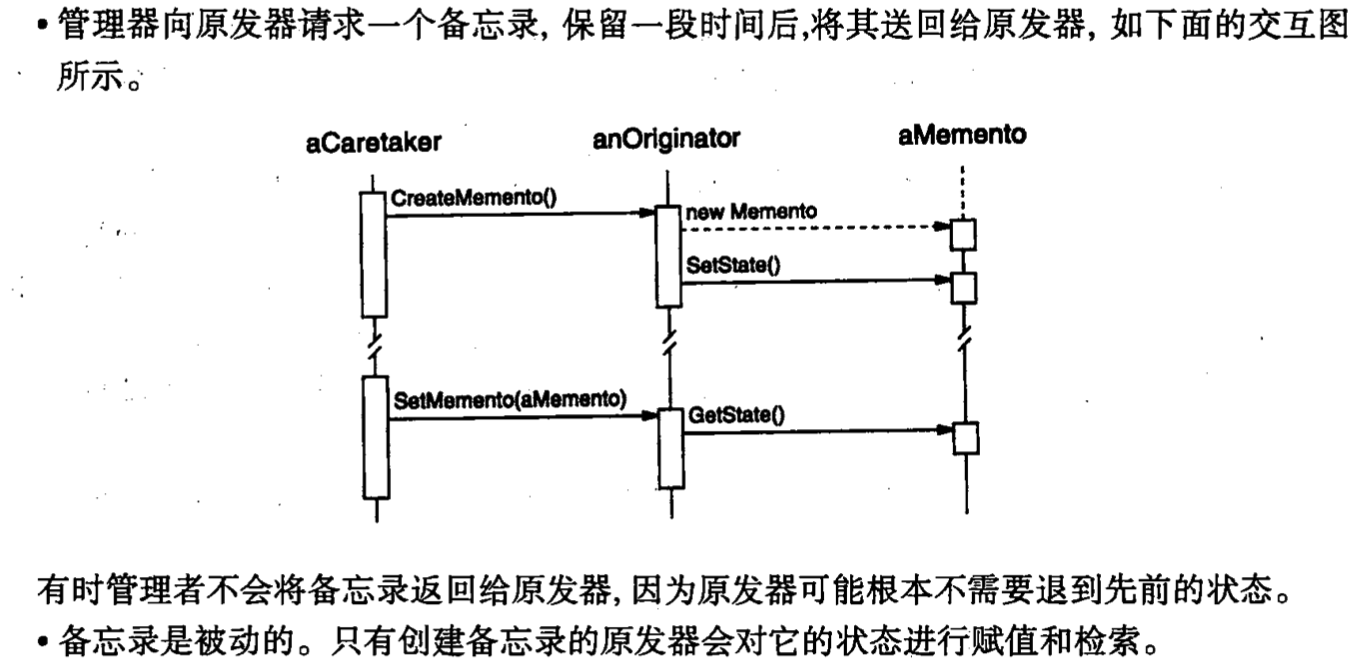 • 管理器向原发器请求一个备忘录, 保留一段时间后,将其送回给原发器, 如下面的交互图
所示。
aCaretaker anOriginator aMemento
CreateMemento()
new Memento
SetState()
SetMemento(aMemento)
GetState()
有时管理者不会将备忘录返回给原发器, 因为原发器可能根本不需要退到先前的状态。
• 备忘录是被动的。只有创建备忘录的原发器会对它的状态进行赋值和检索。